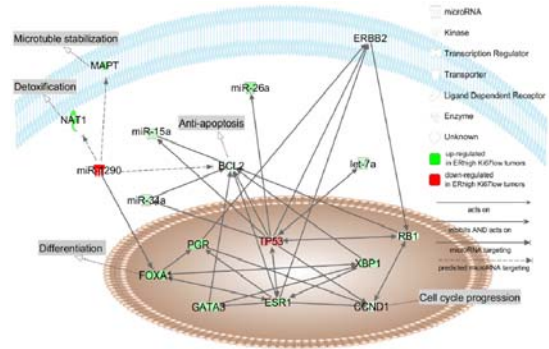 Microtuble stabilization
MAPT
Detoxification
NAT1
miR-1290
miR-15a
miR-26a
Anti-apoptosis
BCL2
let-7a
miR-34a
ERBB2
Differentiation
PGR
FOXA1
GATA3
TP53
ESR1
XBP1
RB1
CCND1
Cell cycle progression
microRNA
Kinase
Transcription Regulator
Transporter
Ligand Dependent Receptor
Enzyme
Unknown
up-regulated
in ERhigh Ki67low tumors
down-regulated
in ERhigh Ki67low tumors
acts on
inhibits AND acts on
microRNA targeting
predicted microRNA targeting